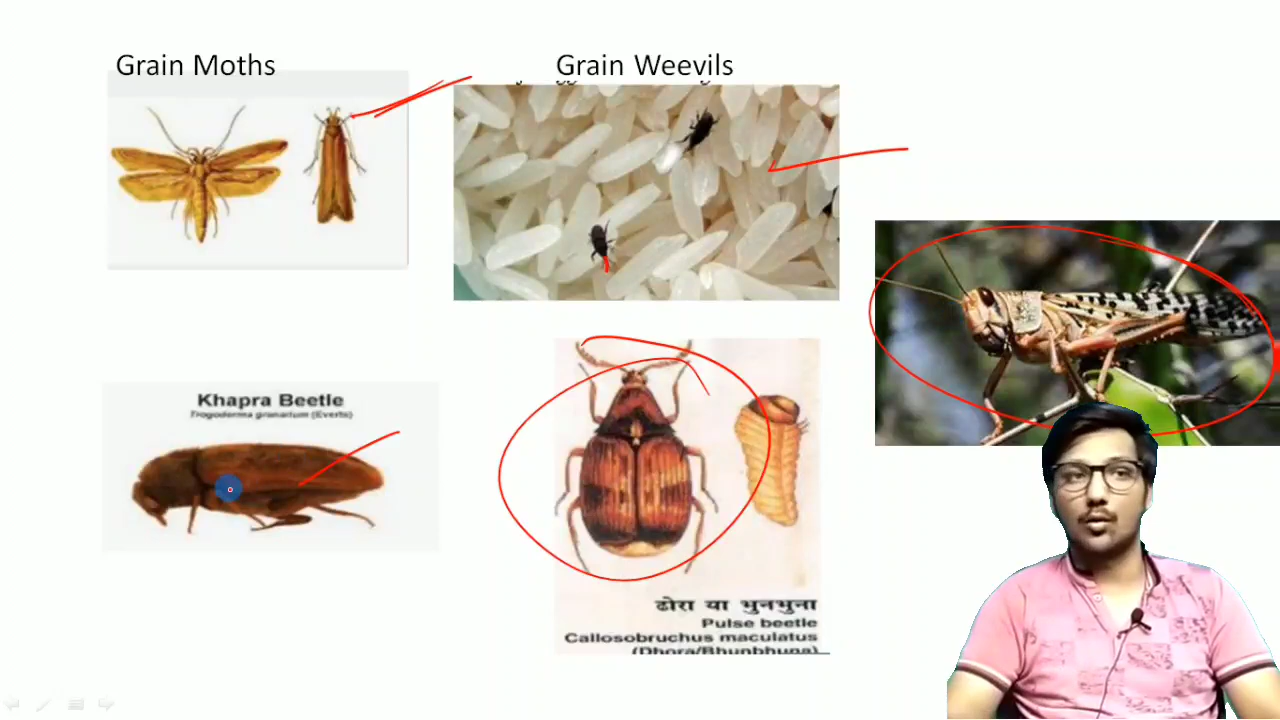 Grain Moths
Grain Weevils
Khapra Beetle
Trogoderma granarium (Everts)
ढोरा या भुनभुना
Pulse beetle
Callosobruchus maculatus
(Dhora/Bhunbhuna)